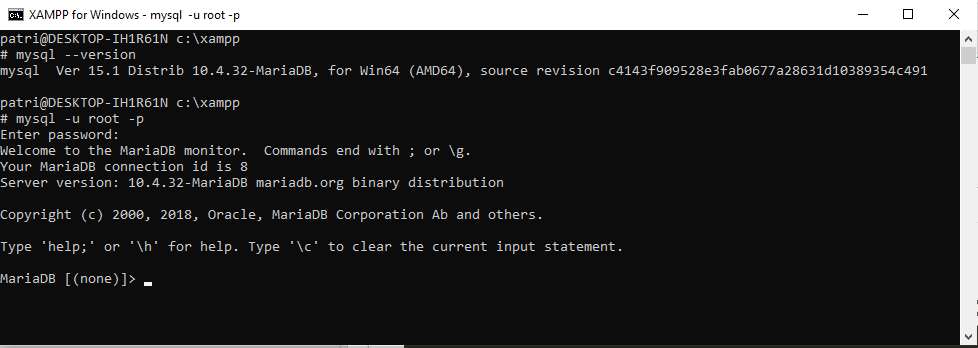 XAMPP for Windows - mysql -u root -p
patri@DESKTOP-IH1R61N c:\xampp
# mysql --version
mysql  Ver 15.1 Distrib 10.4.32-MariaDB, for Win64 (AMD64), source revision c4143f909528e3fab0677a28631d10389354c491
patri@DESKTOP-IH1R61N c:\xampp
# mysql -u root -p
Enter password:
Welcome to the MariaDB monitor.  Commands end with ; or \g.
Your MariaDB connection id is 8
Server version: 10.4.32-MariaDB mariadb.org binary distribution
Copyright (c) 2000, 2018, Oracle, MariaDB Corporation Ab and others.
Type 'help;' or '\h' for help. Type '\c' to clear the current input statement.
MariaDB [(none)]>